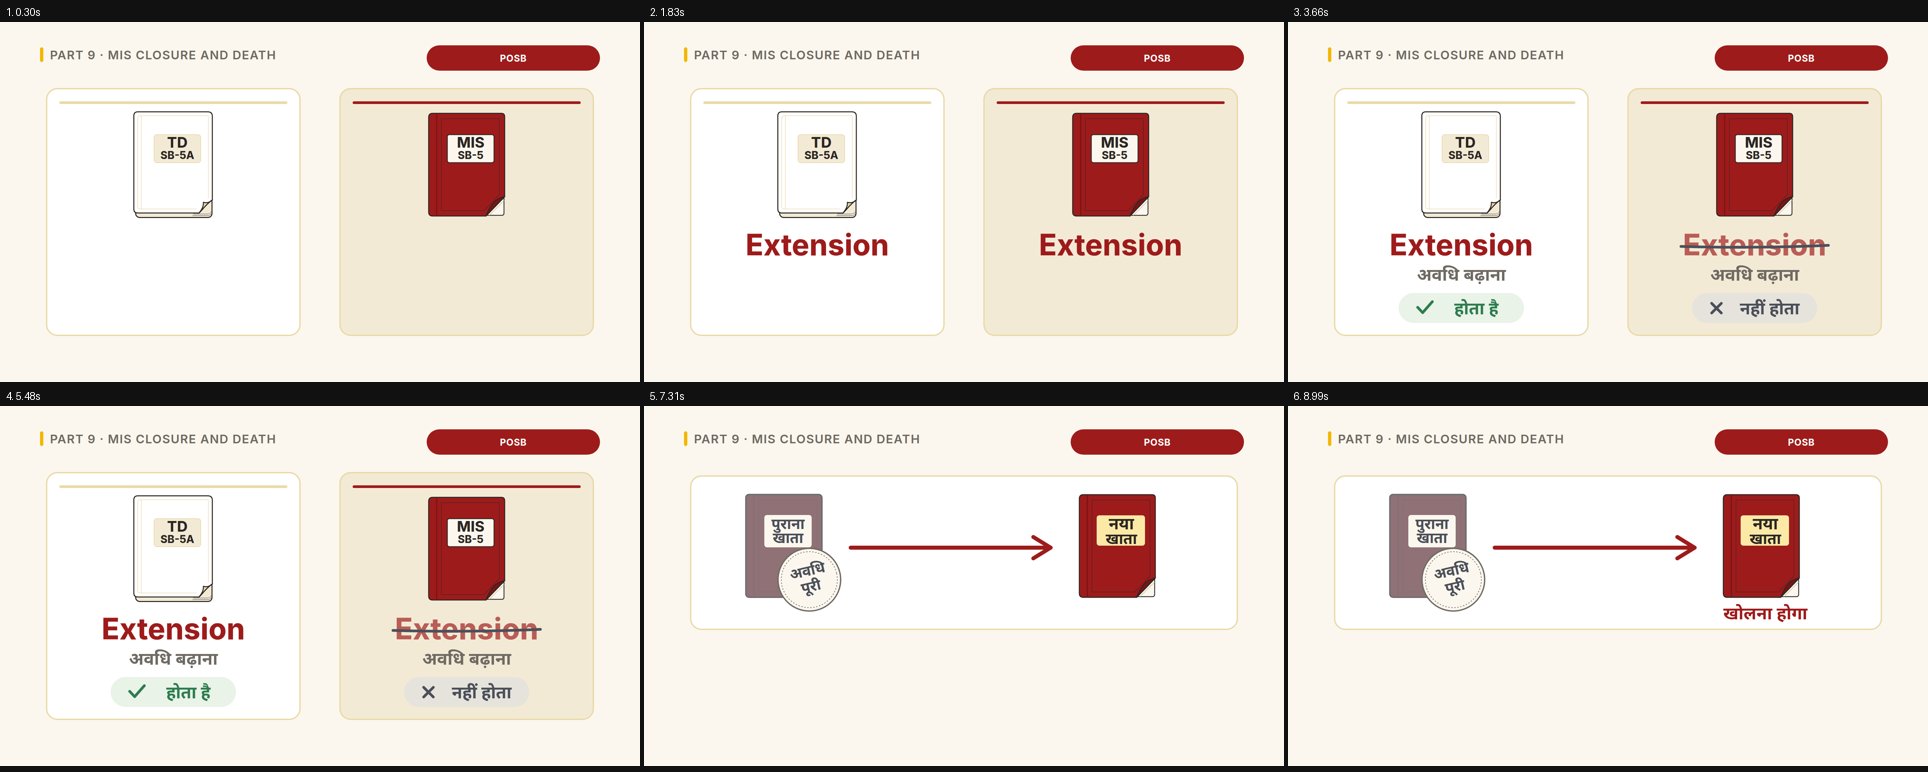 1. 0.30s
PART 9 · MIS CLOSURE AND DEATH
POSB
TD
SB-5A
MIS
SB-5
2. 1.83s
PART 9 · MIS CLOSURE AND DEATH
POSB
TD
SB-5A
Extension
MIS
SB-5
Extension
3. 3.66s
PART 9 · MIS CLOSURE AND DEATH
POSB
TD
SB-5A
Extension
अवधि बढ़ाना
होता है
MIS
SB-5
Extension
अवधि बढ़ाना
नहीं होता
4. 5.48s
PART 9 · MIS CLOSURE AND DEATH
POSB
TD
SB-5A
Extension
अवधि बढ़ाना
होता है
MIS
SB-5
Extension
अवधि बढ़ाना
नहीं होता
5. 7.31s
PART 9 · MIS CLOSURE AND DEATH
POSB
पुराना
खाता
अवधि
पूरी
नया
खाता
6. 8.99s
PART 9 · MIS CLOSURE AND DEATH
POSB
पुराना
खाता
अवधि
पूरी
नया
खाता
खोलना होगा